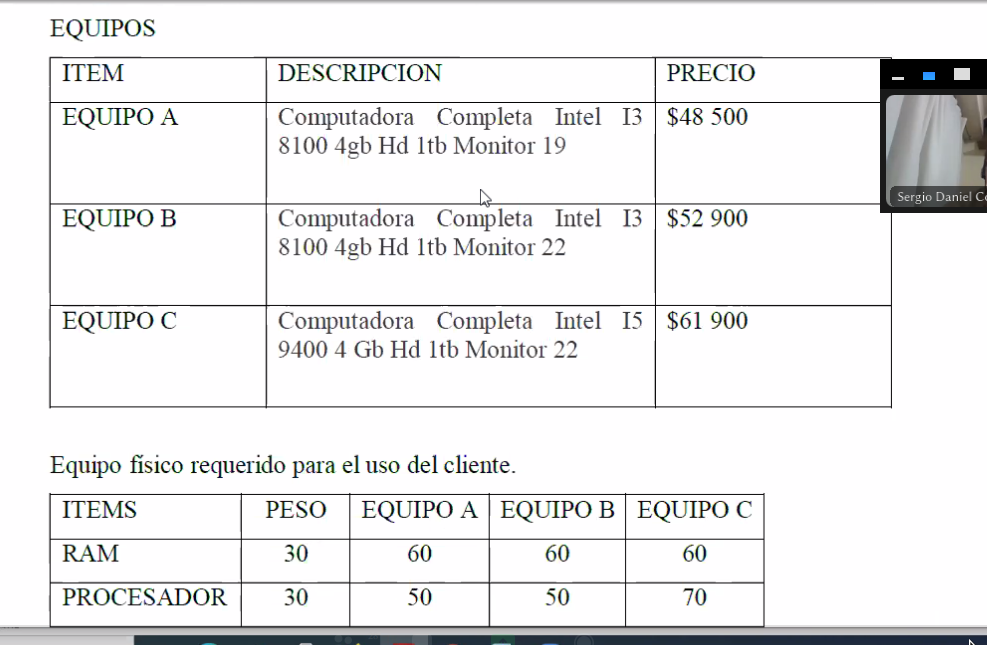 EQUIPOS
ITEM DESCRIPCION PRECIO
EQUIPO A Computadora Completa Intel I3 $48 500
8100 4gb Hd 1tb Monitor 19
EQUIPO B Computadora Completa Intel I3 $52 900
8100 4gb Hd 1tb Monitor 22
EQUIPO C Computadora Completa Intel I5 $61 900
9400 4 Gb Hd 1tb Monitor 22
Sergio Daniel
Equipo físico requerido para el uso del cliente.
ITEMS PESO EQUIPO A EQUIPO B EQUIPO C
RAM 30 60 60 60
PROCESADOR 30 50 50 70